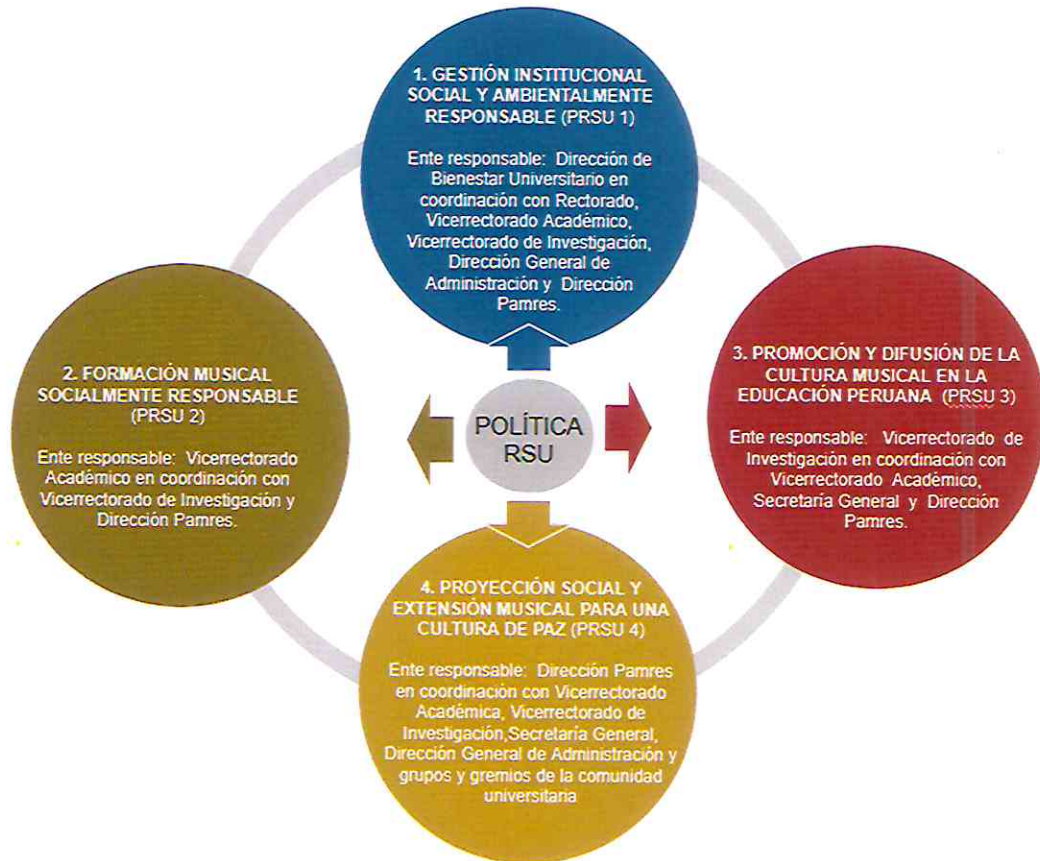 1. GESTIÓN INSTITUCIONAL
SOCIAL Y AMBIENTALMENTE
RESPONSABLE (PRSU 1)
Ente responsable: Dirección de
Bienestar Universitario en
coordinación con Rectorado,
Vicerrectorado Académico,
Vicerrectorado de Investigación,
Dirección General de
Administración y Dirección
Pamres.
2. FORMACIÓN MUSICAL
SOCIALMENTE RESPONSABLE
(PRSU 2)
Ente responsable: Vicerrectorado
Académico en coordinación con
Vicerrectorado de Investigación y
Dirección Pamres.
POLÍTICA
RSU
3. PROMOCIÓN Y DIFUSIÓN DE LA
CULTURA MUSICAL EN LA
EDUCACIÓN PERUANA (PRSU 3)
Ente responsable: Vicerrectorado de
Investigación en coordinación con
Vicerrectorado Académico,
Secretaría General y Dirección
Pamres.
4. PROYECCIÓN SOCIAL Y
EXTENSIÓN MUSICAL PARA UNA
CULTURA DE PAZ (PRSU 4)
Ente responsable: Dirección Pamres
en coordinación con Vicerrectorado
Académica, Vicerrectorado de
Investigación,Secretaría General,
Dirección General de Administración y
grupos y gremios de la comunidad
universitaria